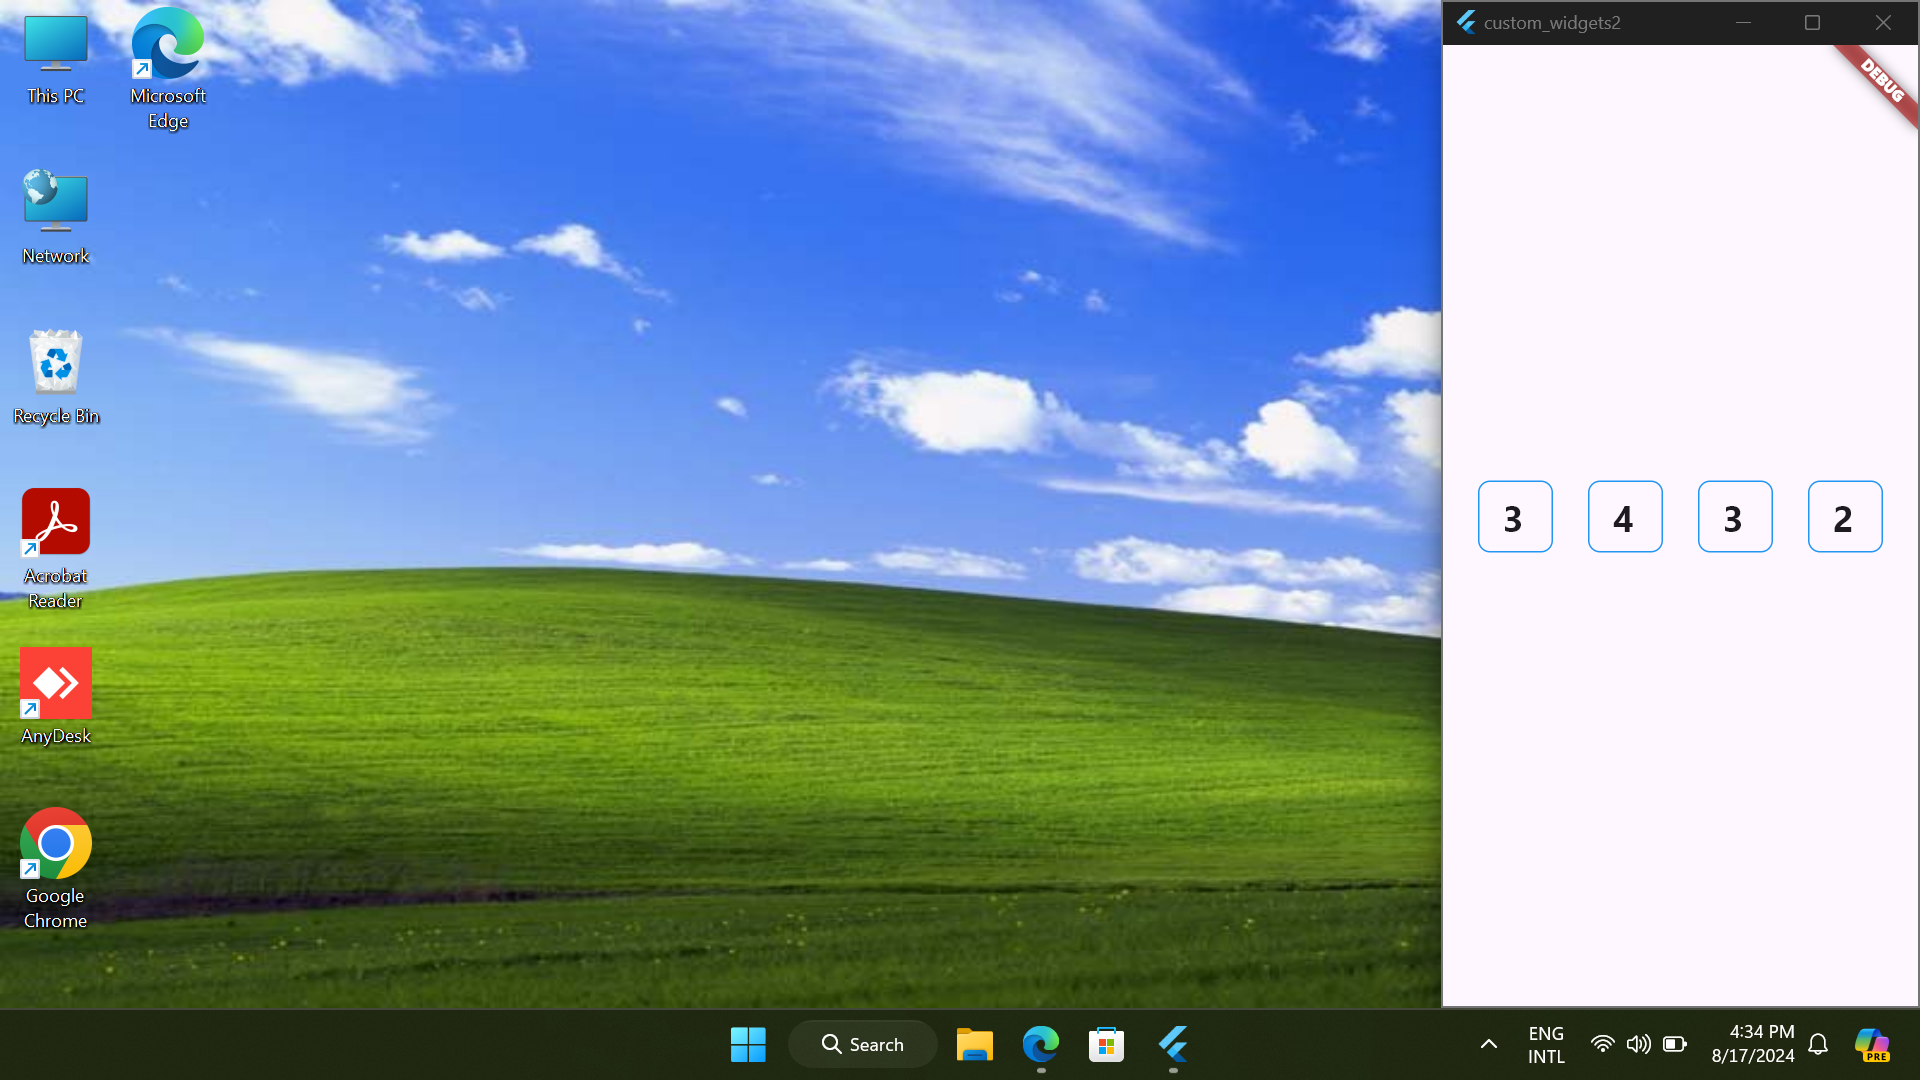 This PC
Microsoft
Edge
Network
Recycle Bin
Acrobat
Reader
AnyDesk
Google
Chrome
custom_widgets2
DEBUG
3
4
3
2
Search
ENG
INTL
4:34 PM
8/17/2024
PRE